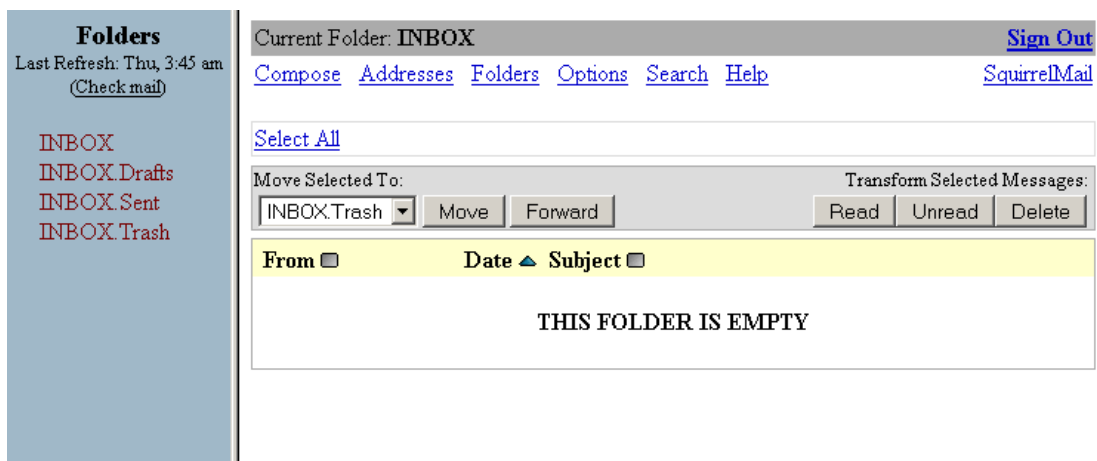 Folders
Last Refresh: Thu, 3:45 am
(Check mail)
INBOX
INBOX.Drafts
INBOX.Sent
INBOX.Trash
Current Folder: INBOX Sign Out
Compose Addresses Folders Options Search Help SquirrelMail
Select All
Move Selected To: Transform Selected Messages:
INBOX.Trash Move Forward Read Unread Delete
From Date Subject
THIS FOLDER IS EMPTY